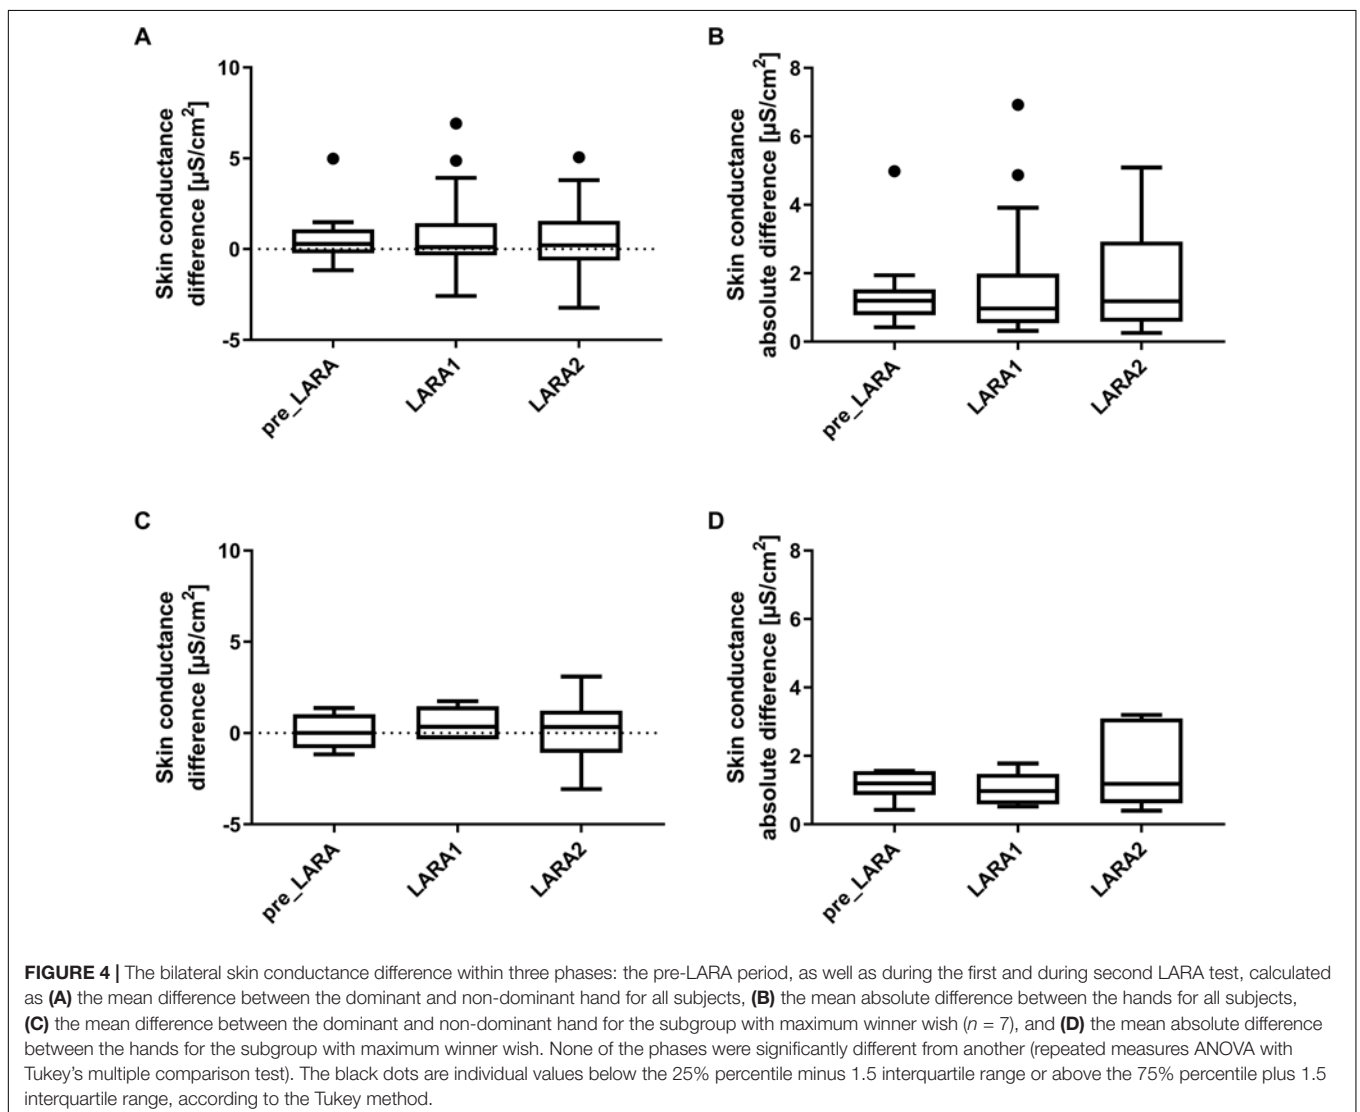 A
Skin conductance
difference [µS/cm²]
10
5
0
-5
pre_LARA
LARA1
LARA2
B
Skin conductance
absolute difference [µS/cm²]
8
6
4
2
0
pre_LARA
LARA1
LARA2
C
Skin conductance
difference [µS/cm²]
10
5
0
-5
pre_LARA
LARA1
LARA2
D
Skin conductance
absolute difference [µS/cm²]
8
6
4
2
0
pre_LARA
LARA1
LARA2
FIGURE 4 | The bilateral skin conductance difference within three phases: the pre-LARA period, as well as during the first and during second LARA test, calculated
as (A) the mean difference between the dominant and non-dominant hand for all subjects, (B) the mean absolute difference between the hands for all subjects,
(C) the mean difference between the dominant and non-dominant hand for the subgroup with maximum winner wish (n = 7), and (D) the mean absolute difference
between the hands for the subgroup with maximum winner wish. None of the phases were significantly different from another (repeated measures ANOVA with
Tukey's multiple comparison test). The black dots are individual values below the 25% percentile minus 1.5 interquartile range or above the 75% percentile plus 1.5
interquartile range, according to the Tukey method.